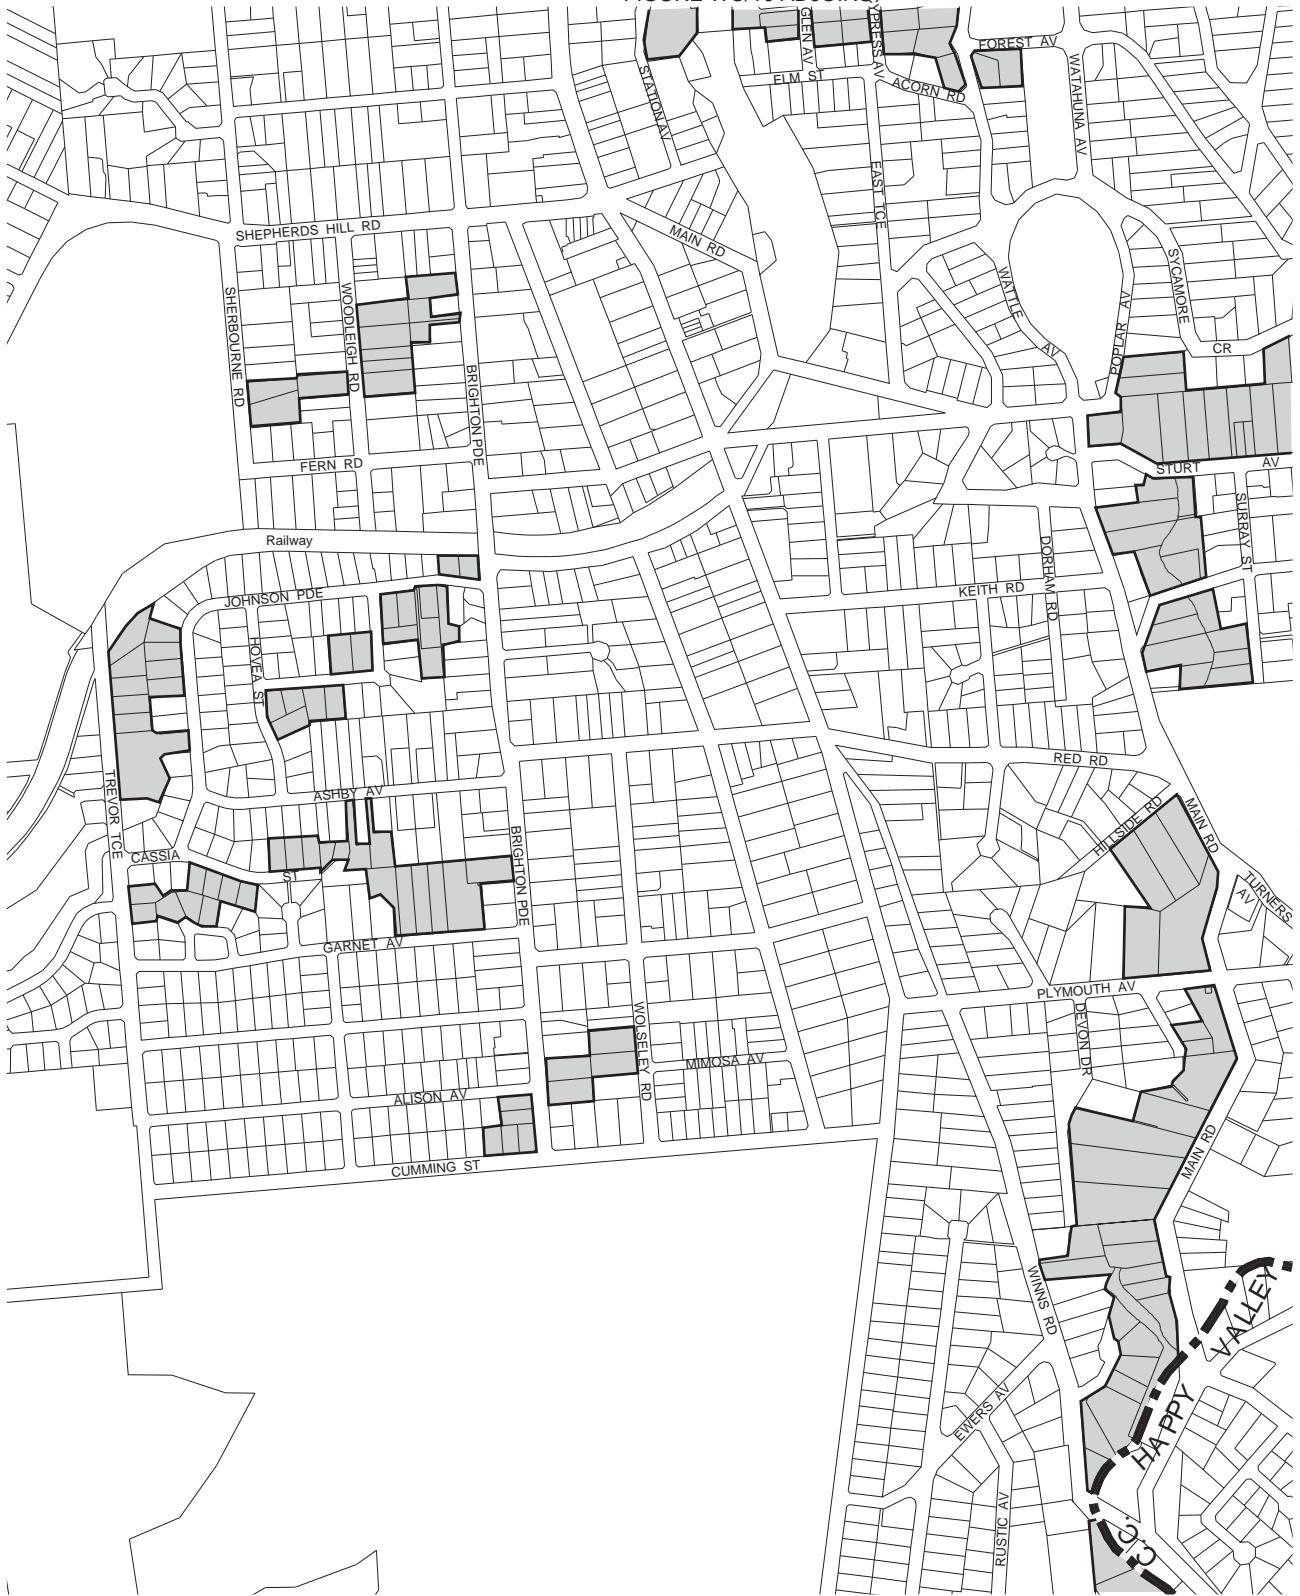 GLEN AV
PRESS AV
FOREST AV
STATION AV
ELM ST
ACORN RD
WATAHUNA AV
EAST TCE
SHEPHERDS HILL RD
MAIN RD
SHERBOURNE RD
WOODLEIGH RD
WATTLE
AV
POPLAR AV
SYCAMORE
CR
BRIGHTON PDE
FERN RD
STURT
AV
SURRAY ST
Railway
DORHAM RD
KEITH RD
JOHNSON PDE
HOVEA ST
RED RD
TREVOR TCE
ASHBY AV
HILLSIDE RD
MAIN RD
CASSIA
ST
BRIGHTON PDE
TURNERS
AV
GARNET AV
PLYMOUTH AV
WOLSELEY RD
DEVON DR
MIMOSA AV
ALISON AV
CUMMING ST
MAIN RD
WINNS RD
HAPPY VALLEY
EWERS AV
RUSTIC AV
C.C.